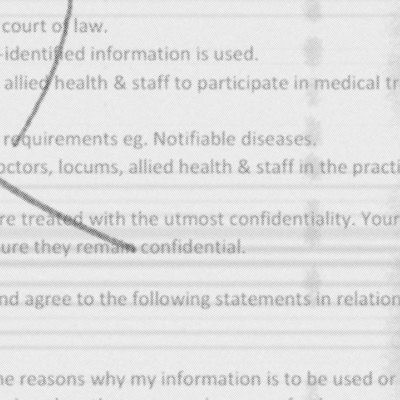 court of law.
-identified information is used.
allied health & staff to participate in medical tr
requirements eg. Notifiable diseases.
octors, locums, allied health & staff in the practi
re treated with the utmost confidentiality. Your
ure they remain confidential.
nd agree to the following statements in relation
he reasons why my information is to be used or